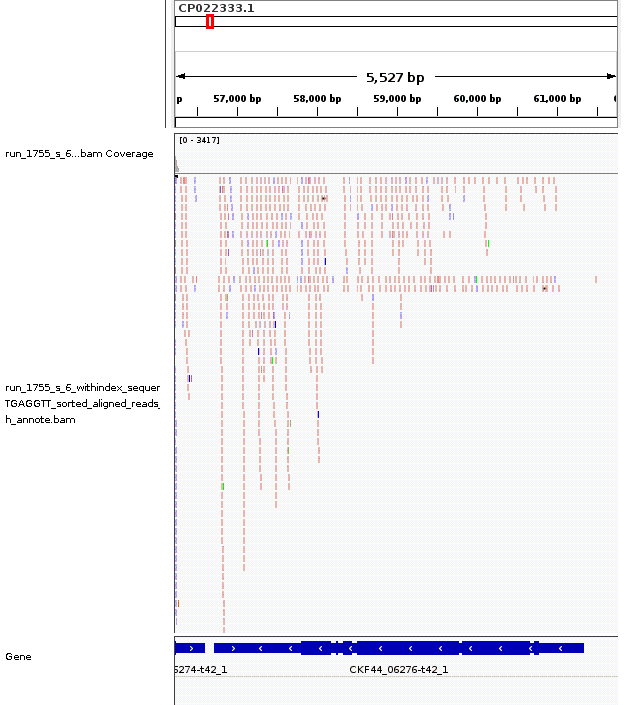 CP022333.1
5,527 bp
p 57,000 bp 58,000 bp 59,000 bp 60,000 bp 61,000 bp
[0 - 3417]
run_1755_s_6...bam Coverage
run_1755_s_6_withindex_sequer
TGAGGTT_sorted_aligned_reads_
h_annote.bam
Gene
5274-t42_1 CKF44_06276-t42_1